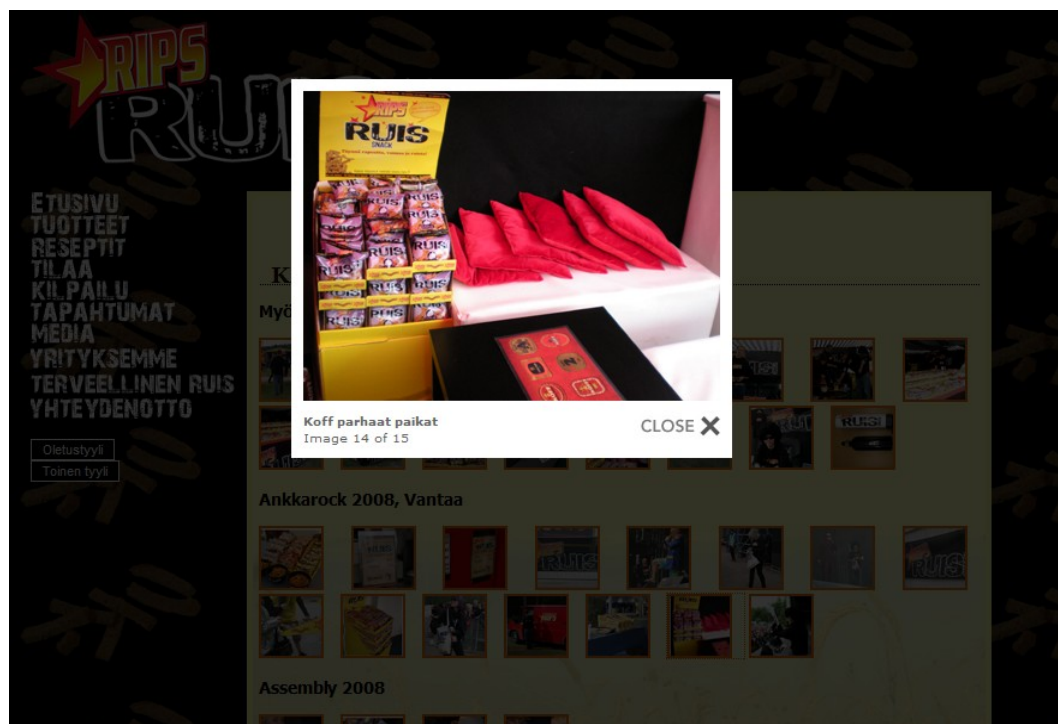 RIPS
RUIS
ETUSIVU
TUOTTEET
RESEPTIT
TILAA
KILPAILU
TAPAHTUMAT
MEDIA
YRITYKSEMME
TERVEELLINEN RUIS
YHTEYDENOTTO
Oletustyyli
Toinen tyyli
RIPS
RUIS
SNACK
RUIS
RUIS
RUIS
RUIS
RUIS
RUIS
Koff parhaat paikat
Image 14 of 15
CLOSE
Ankkarock 2008, Vantaa
RUIS
RUIS
Assembly 2008